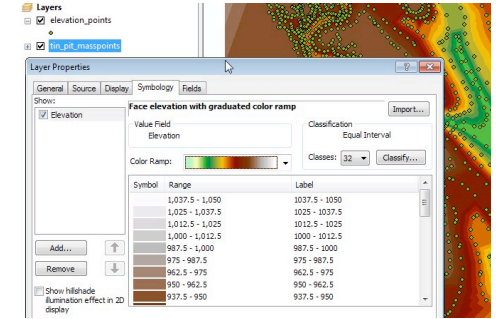 Layers
elevation_points
tin_pit_masspoints
Layer Properties
General Source Display Symbology Fields
Show:
Elevation
Face elevation with graduated color ramp
Import...
Value Field
Elevation
Classification
Equal Interval
Color Ramp:
Classes: 32 Classify...
Symbol Range Label
1,037.5 - 1,050 1037.5 - 1050
1,025 - 1,037.5 1025 - 1037.5
1,012.5 - 1,025 1012.5 - 1025
1,000 - 1,012.5 1000 - 1012.5
987.5 - 1,000 987.5 - 1000
975 - 987.5 975 - 987.5
962.5 - 975 962.5 - 975
950 - 962.5 950 - 962.5
937.5 - 950 937.5 - 950
Add...
Remove
Show hillshade
illumination effect in 2D
display